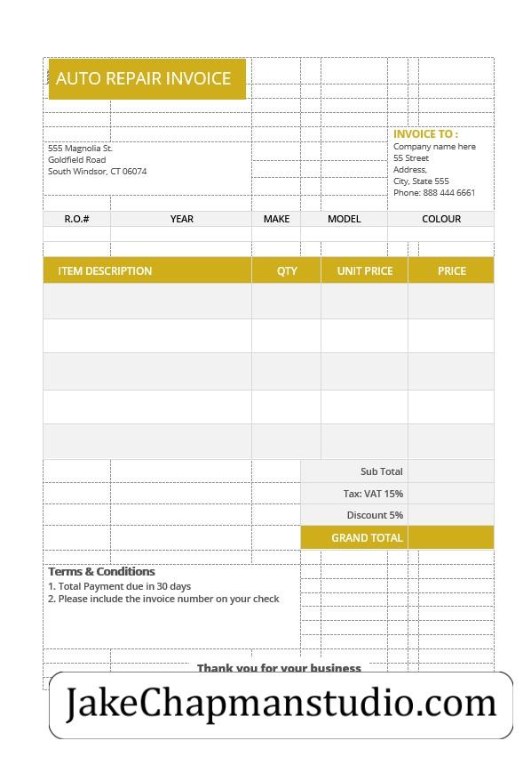 AUTO REPAIR INVOICE
INVOICE TO :
555 Magnolia St.
Goldfield Road
South Windsor, CT 06074
Company name here
55 Street
Address,
City, State 555
Phone: 888 444 6661
R.O.# YEAR MAKE MODEL COLOUR
ITEM DESCRIPTION QTY UNIT PRICE PRICE
Sub Total
Tax: VAT 15%
Discount 5%
GRAND TOTAL
Terms & Conditions
1. Total Payment due in 30 days
2. Please include the invoice number on your check
Thank you for your business
JakeChapmanstudio.com